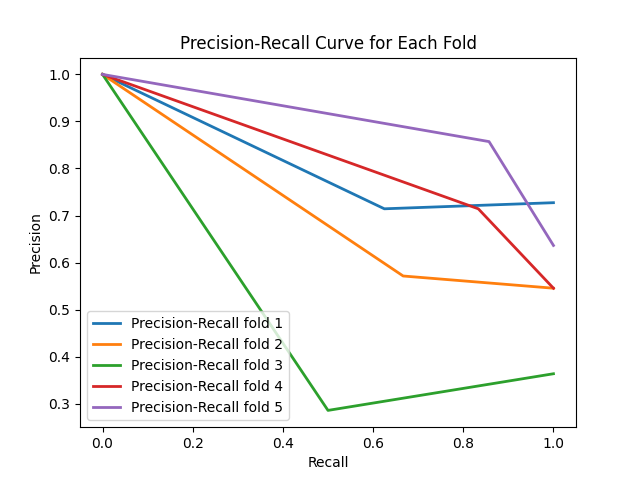 Precision-Recall Curve for Each Fold
Precision
1.0
0.9
0.8
0.7
0.6
0.5
0.4
0.3
Precision-Recall fold 1
Precision-Recall fold 2
Precision-Recall fold 3
Precision-Recall fold 4
Precision-Recall fold 5
0.0 0.2 0.4 0.6 0.8 1.0
Recall